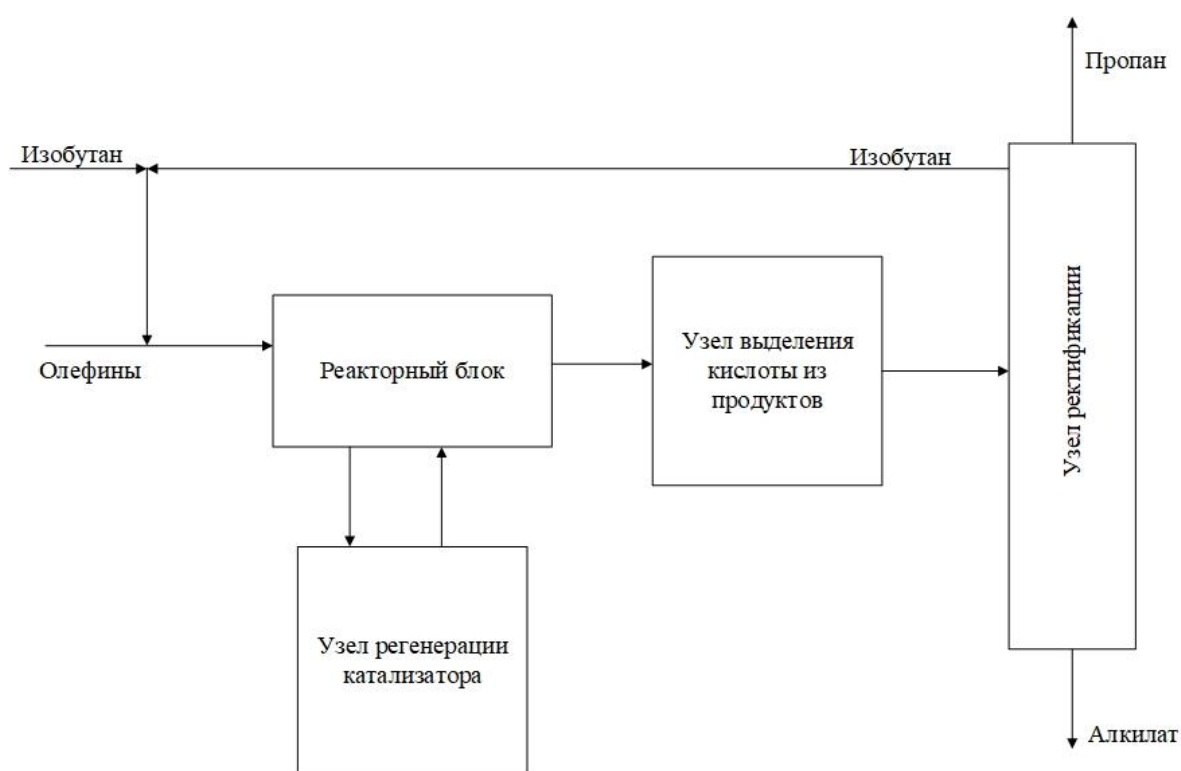 Пропан
Изобутан
Изобутан
Олефины
Реакторный блок
Узел выделения
кислоты из
продуктов
Узел ректификации
Узел регенерации
катализатора
Алкилат